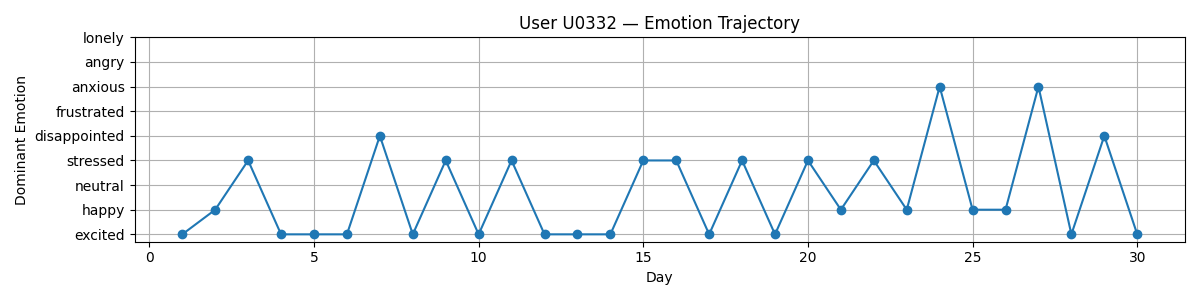 User U0332 — Emotion Trajectory
Dominant Emotion
lonely
angry
anxious
frustrated
disappointed
stressed
neutral
happy
excited
0 5 10 15 20 25 30
Day